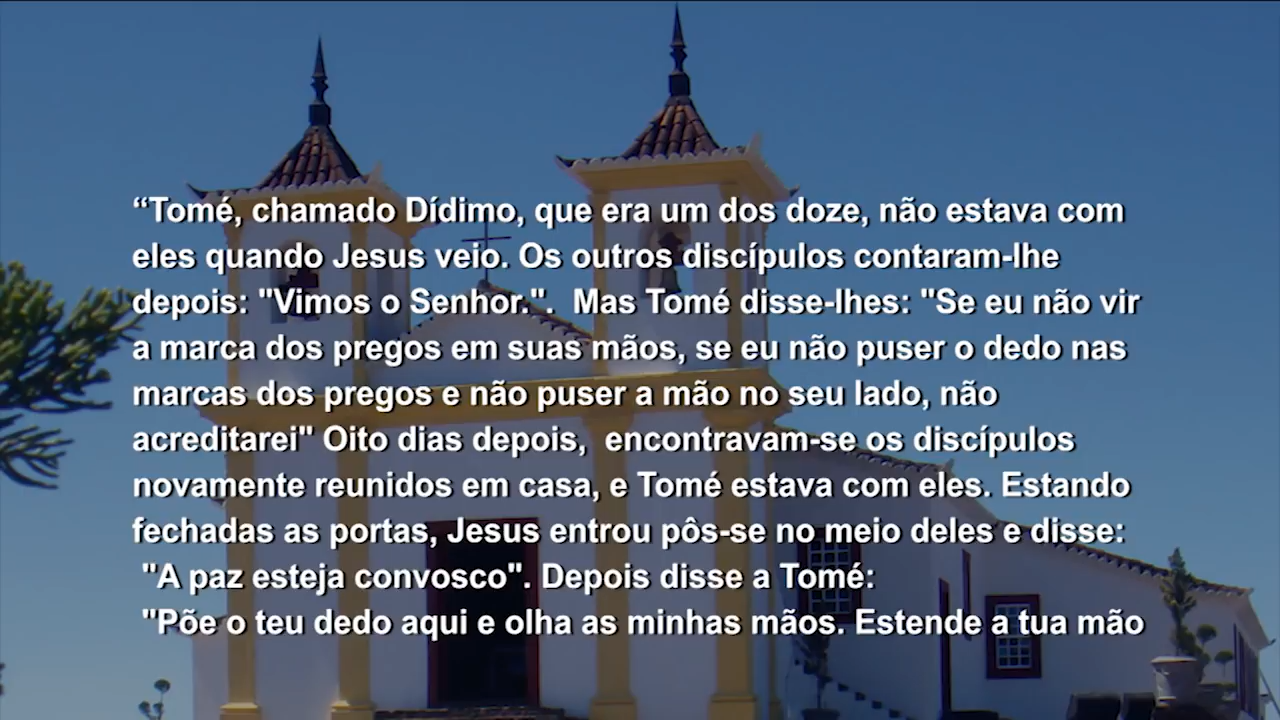 “Tomé, chamado Dídimo, que era um dos doze, não estava com
eles quando Jesus veio. Os outros discípulos contaram-lhe
depois: "Vimos o Senhor.".  Mas Tomé disse-lhes: "Se eu não vir
a marca dos pregos em suas mãos, se eu não puser o dedo nas
marcas dos pregos e não puser a mão no seu lado, não
acreditarei" Oito dias depois,  encontravam-se os discípulos
novamente reunidos em casa, e Tomé estava com eles. Estando
fechadas as portas, Jesus entrou pôs-se no meio deles e disse:
"A paz esteja convosco". Depois disse a Tomé:
"Põe o teu dedo aqui e olha as minhas mãos. Estende a tua mão